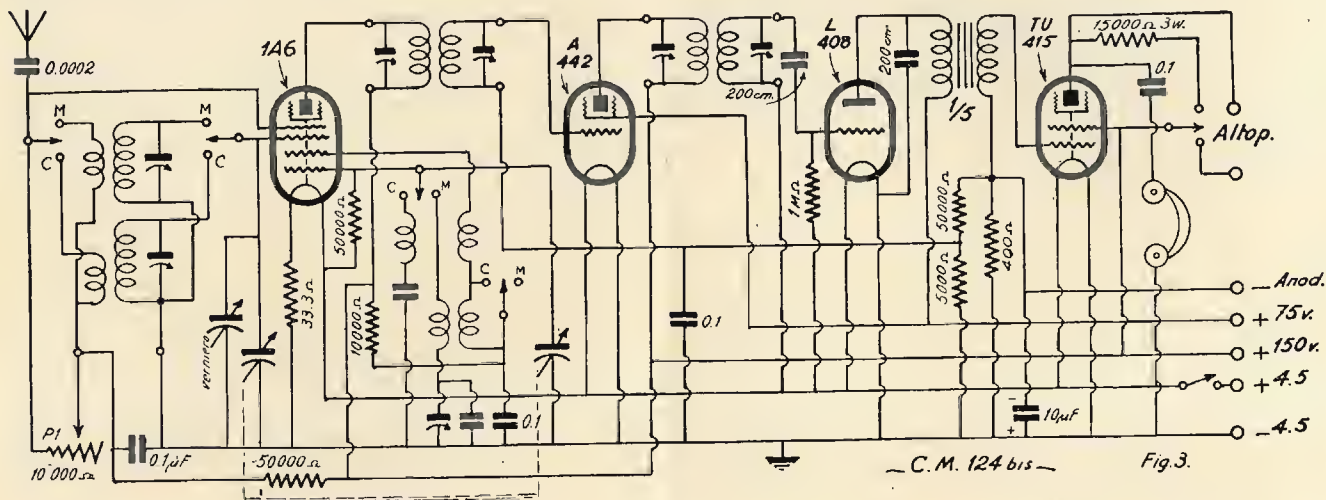 0.0002
M
C
M
C
verniero
P1
10'000 Ω
0.1 µF
1A6
33.3 Ω
50000 Ω
10000 Ω
50000 Ω
C
M
C
M
0.1
A
442
0.1
200 cm.
1 MΩ
L
408
200 cm
1/5
50000 Ω
5000 Ω
400 Ω
TU
415
15000 Ω 3w.
0.1
Altop.
− Anod.
+ 75 v.
+ 150 v.
+ 4.5
− 4.5
−
10 µF
+
— C.M. 124 bis —
Fig. 3.